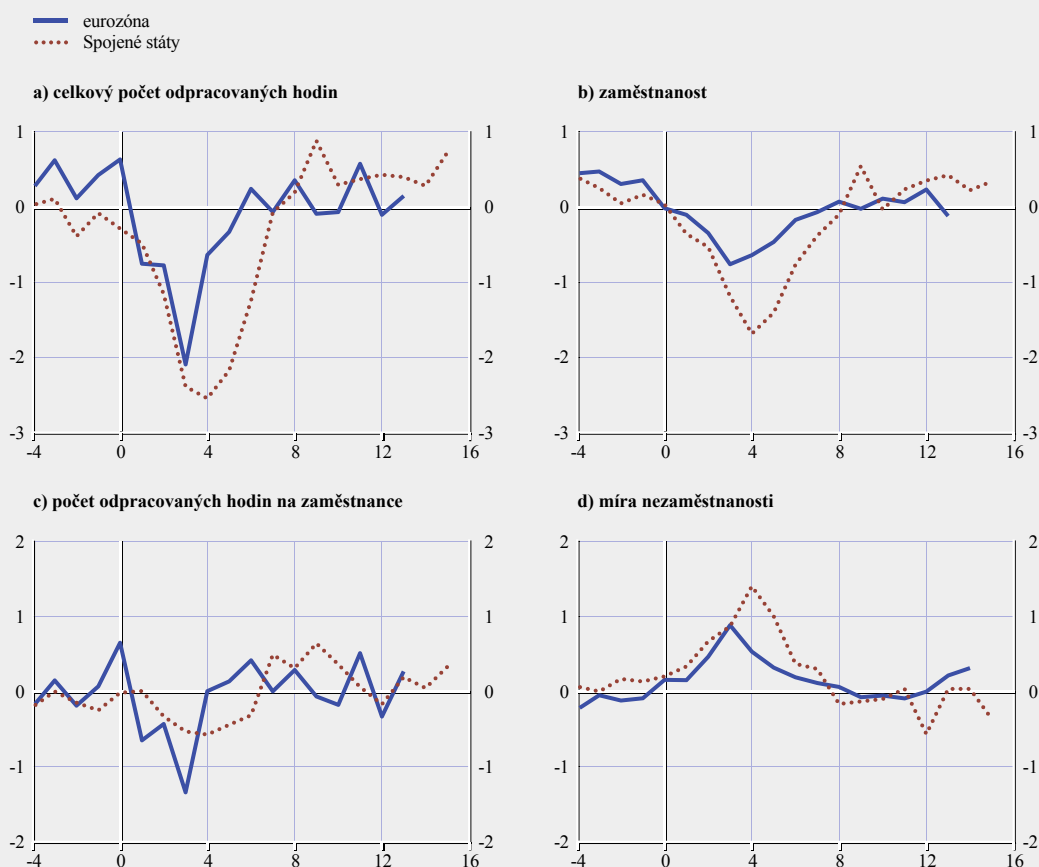 eurozóna
Spojené státy
a) celkový počet odpracovaných hodin
b) zaměstnanost
1 1 1 1
0 0 0 0
-1 -1 -1 -1
-2 -2 -2 -2
-3 -3 -3 -3
-4 0 4 8 12 16 -4 0 4 8 12 16
c) počet odpracovaných hodin na zaměstnance
d) míra nezaměstnanosti
2 2 2 2
1 1 1 1
0 0 0 0
-1 -1 -1 -1
-2 -2 -2 -2
-4 0 4 8 12 16 -4 0 4 8 12 16